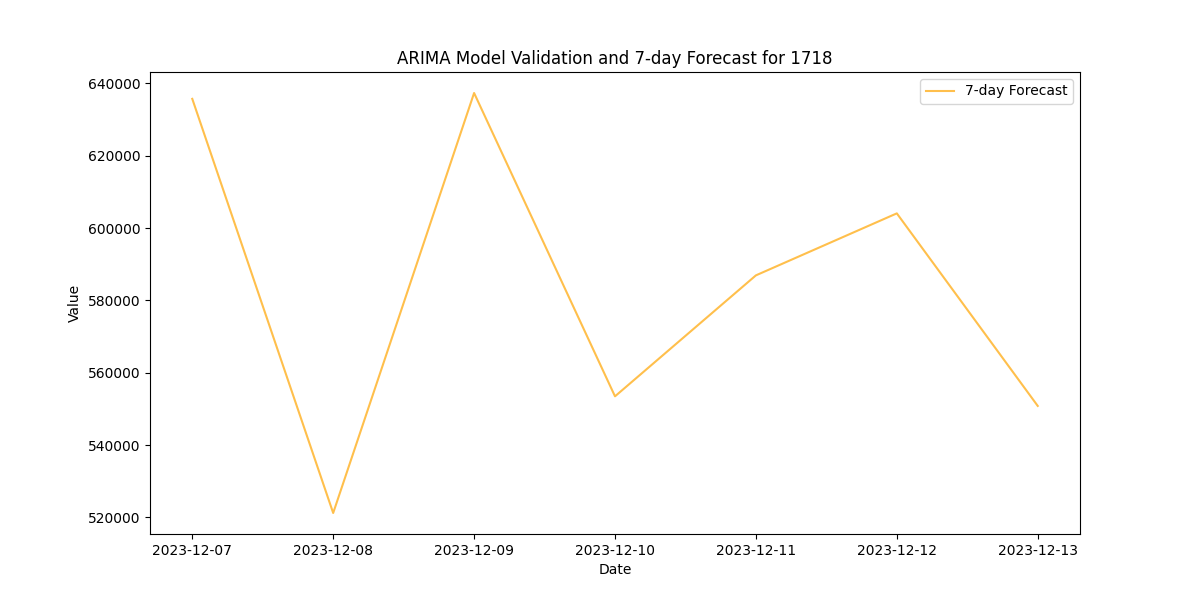 ARIMA Model Validation and 7-day Forecast for 1718
7-day Forecast
640000
620000
600000
580000
560000
540000
520000
Value
2023-12-07 2023-12-08 2023-12-09 2023-12-10 2023-12-11 2023-12-12 2023-12-13
Date